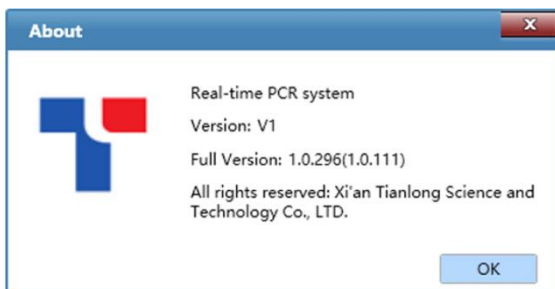 About
Real-time PCR system
Version: V1
Full Version: 1.0.296(1.0.111)
All rights reserved: Xi'an Tianlong Science and
Technology Co., LTD.
OK